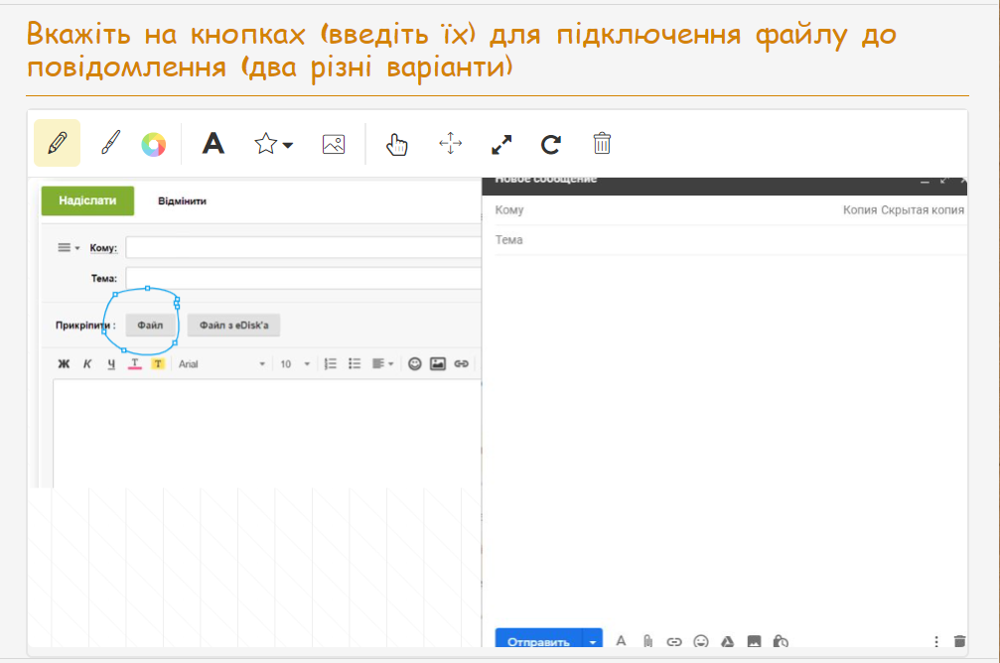 Вкажіть на кнопках (введіть їх) для підключення файлу до
повідомлення (два різні варіанти)
A
Надіслати Відмінити
Новое сообщение
Кому Копия Скрытая копия
Тема
Кому:
Тема:
Прикріпити : Файл Файл з eDisk'a
Ж К Ч T T Arial 10
Отправить A